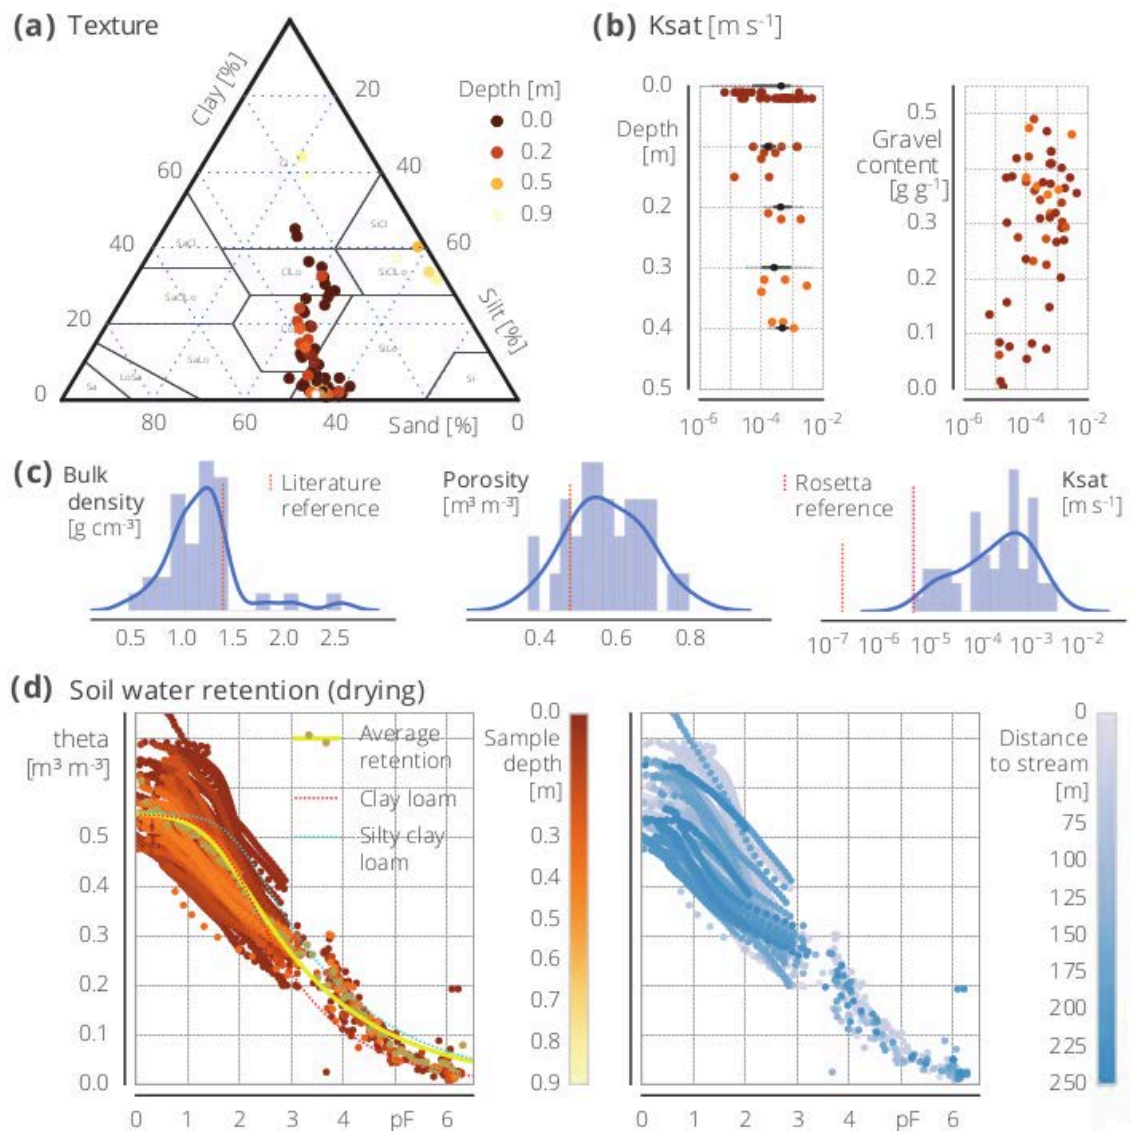 (a) Texture
Clay [%]
20
40
60
Silt [%]
60
40
20
0
80
60
40
Sand [%]
0
Cl
SiCl
SaCl
ClLo
SiClLo
SaClLo
Lo
SiLo
SaLo
LoSa
Sa
Si
Depth [m]
0.0
0.2
0.5
0.9
(b) Ksat [m s-1]
0.0
Depth
[m]
0.2
0.3
0.4
0.5
10-6 10-4 10-2
0.5
Gravel
content
[g g-1]
0.3
0.2
0.1
0.0
10-6 10-4 10-2
(c) Bulk
density
[g cm-3]
Literature
reference
0.5 1.0 1.5 2.0 2.5
Porosity
[m³ m-3]
0.4 0.6 0.8
Rosetta
reference
Ksat
[m s-1]
10-7 10-6 10-5 10-4 10-3 10-2
(d) Soil water retention (drying)
theta
[m³ m-3]
0.5
0.4
0.3
0.2
0.1
0.0
0 1 2 3 4 pF 6
Average
retention
Clay loam
Silty clay
loam
Sample
depth
[m]
0.0
0.3
0.4
0.5
0.6
0.7
0.8
0.9
0 1 2 3 4 pF 6
Distance
to stream
[m]
0
75
100
125
150
175
200
225
250